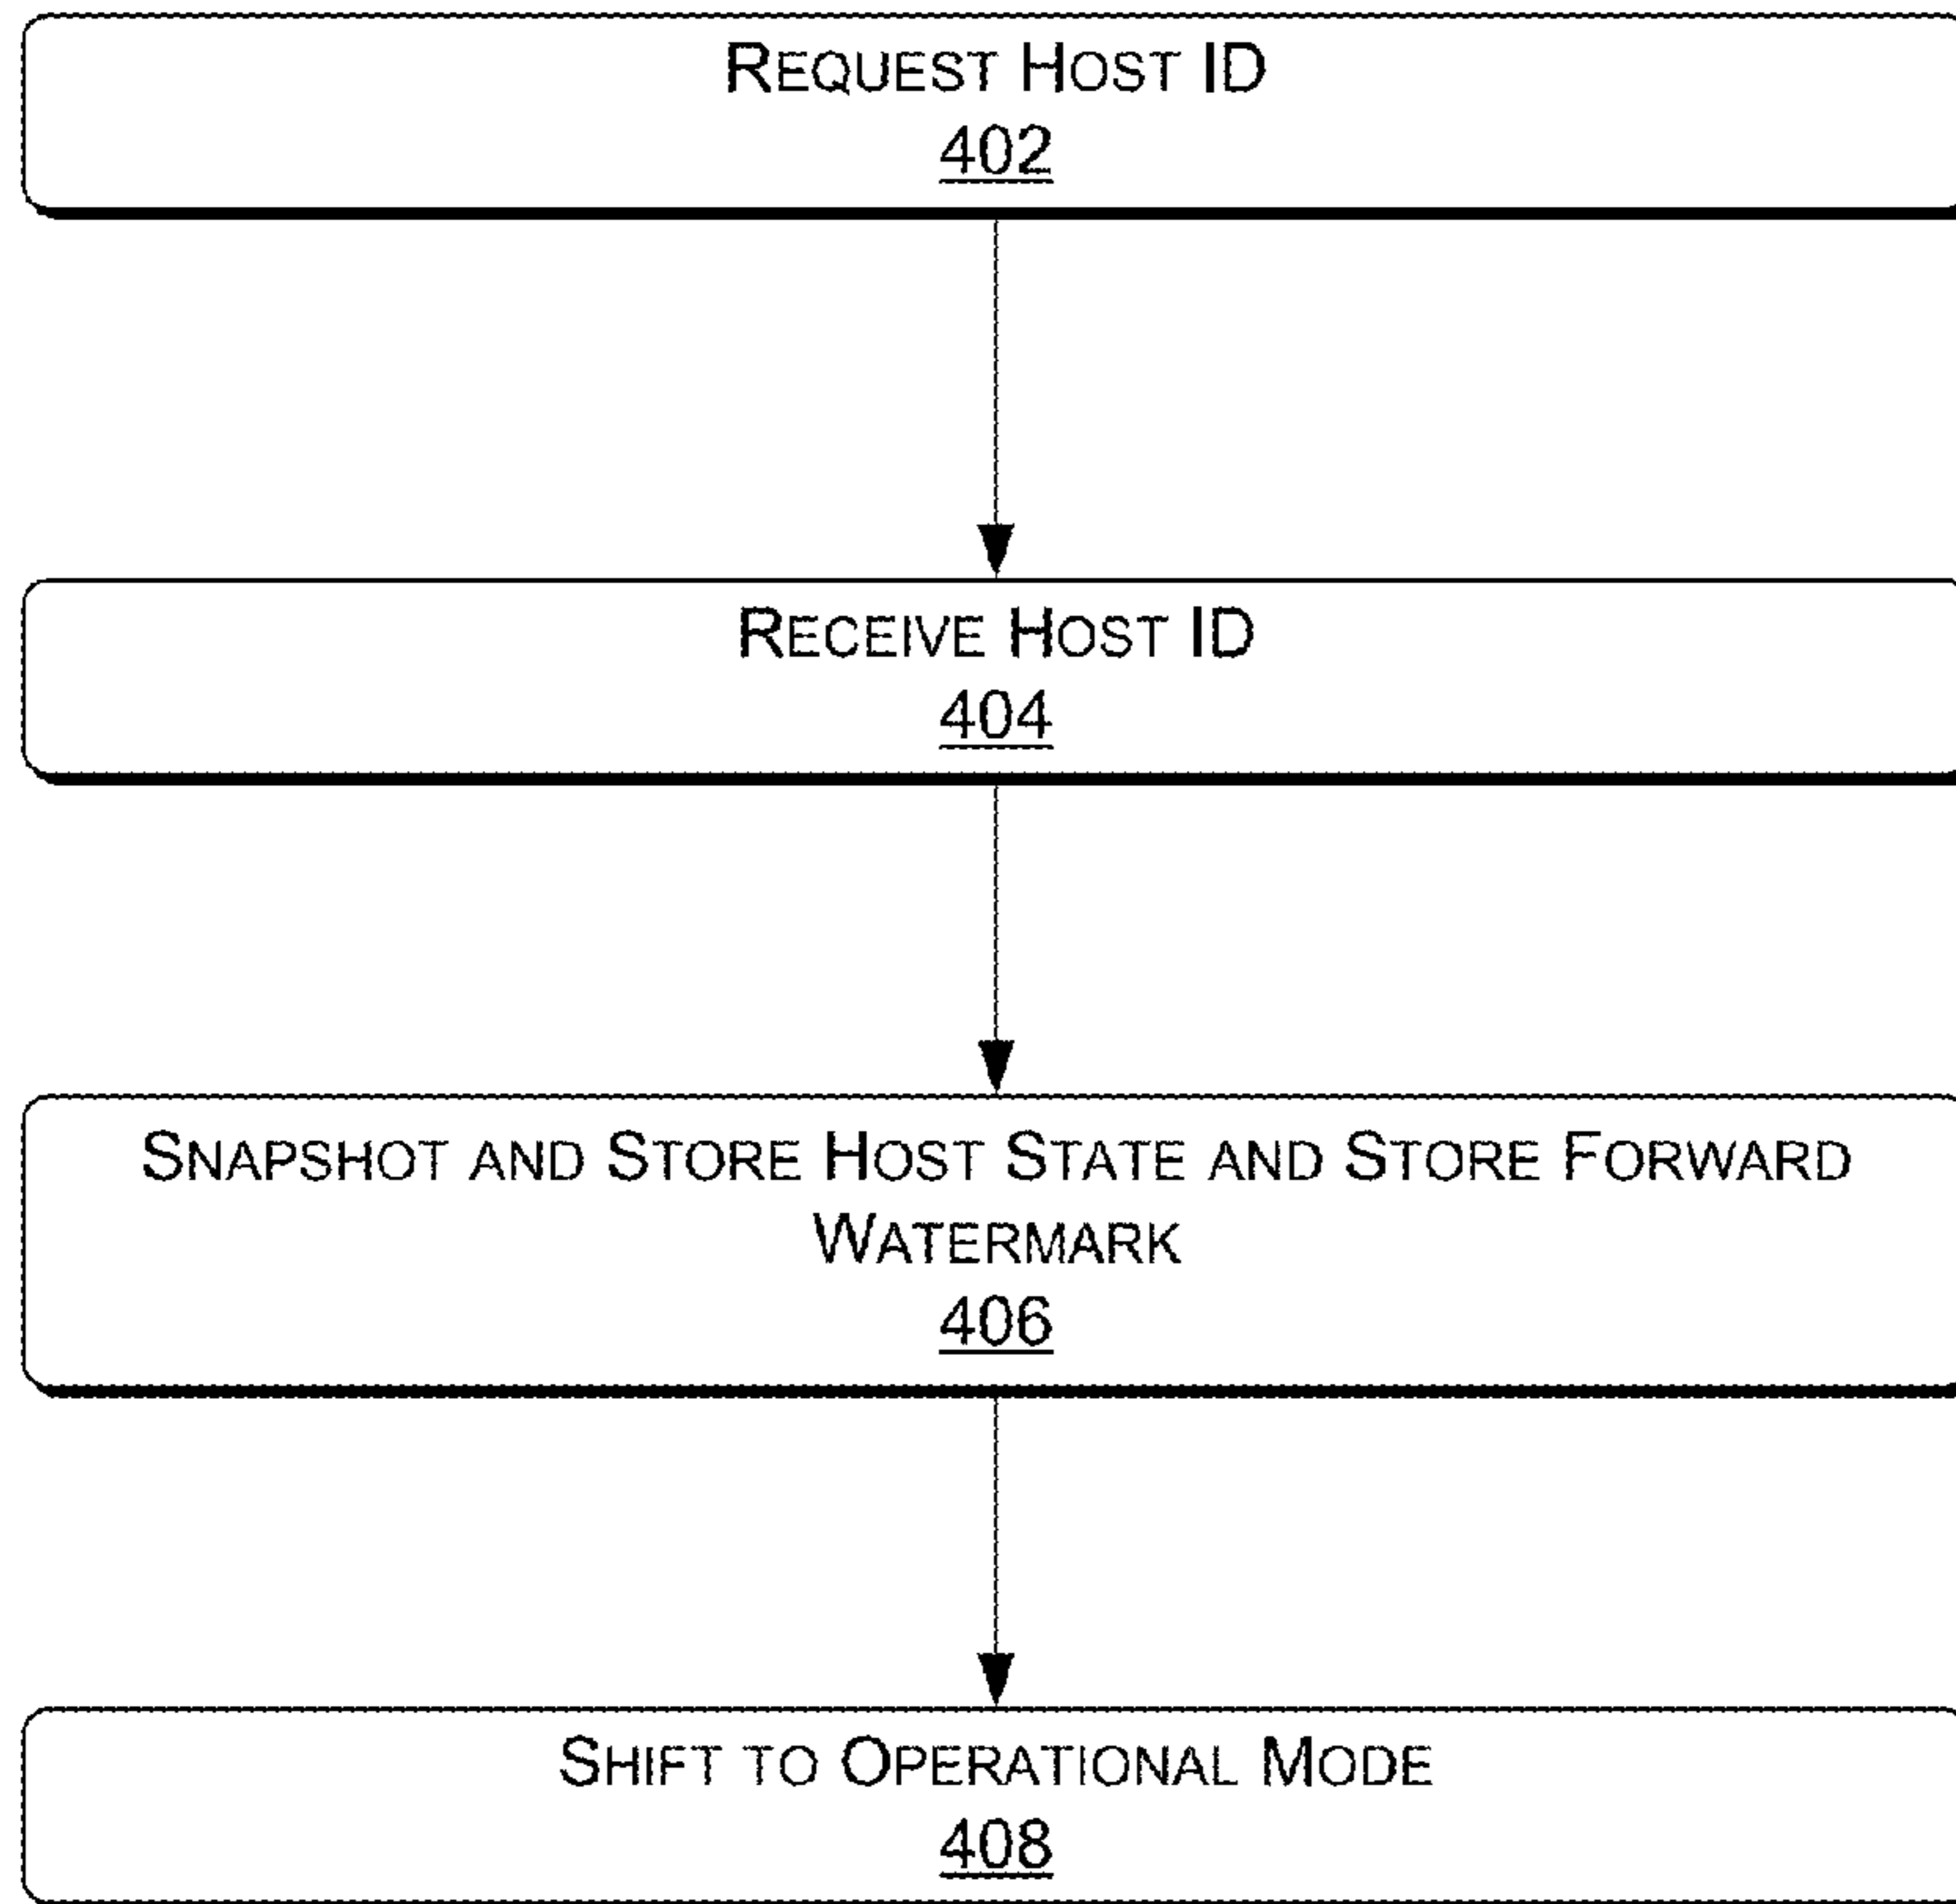 REQUEST HOST ID
402
RECEIVE HOST ID
404
SNAPSHOT AND STORE HOST STATE AND STORE FORWARD
WATERMARK
406
SHIFT TO OPERATIONAL MODE
408